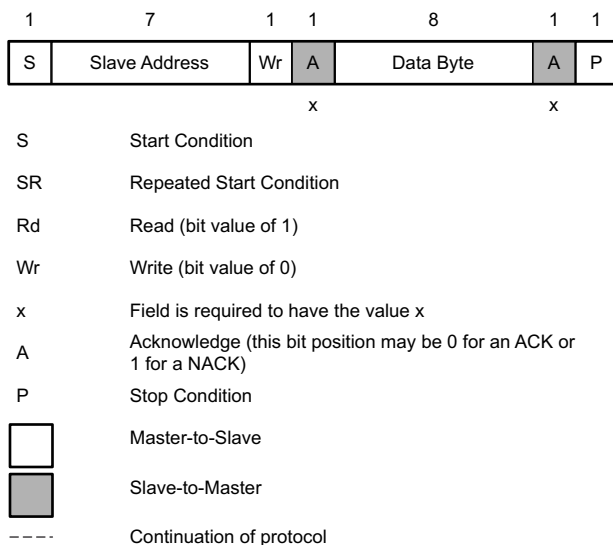 1 7 1 1 8 1 1
S Slave Address Wr A Data Byte A P
x x
S Start Condition
SR Repeated Start Condition
Rd Read (bit value of 1)
Wr Write (bit value of 0)
x Field is required to have the value x
A Acknowledge (this bit position may be 0 for an ACK or
1 for a NACK)
P Stop Condition
Master-to-Slave
Slave-to-Master
Continuation of protocol